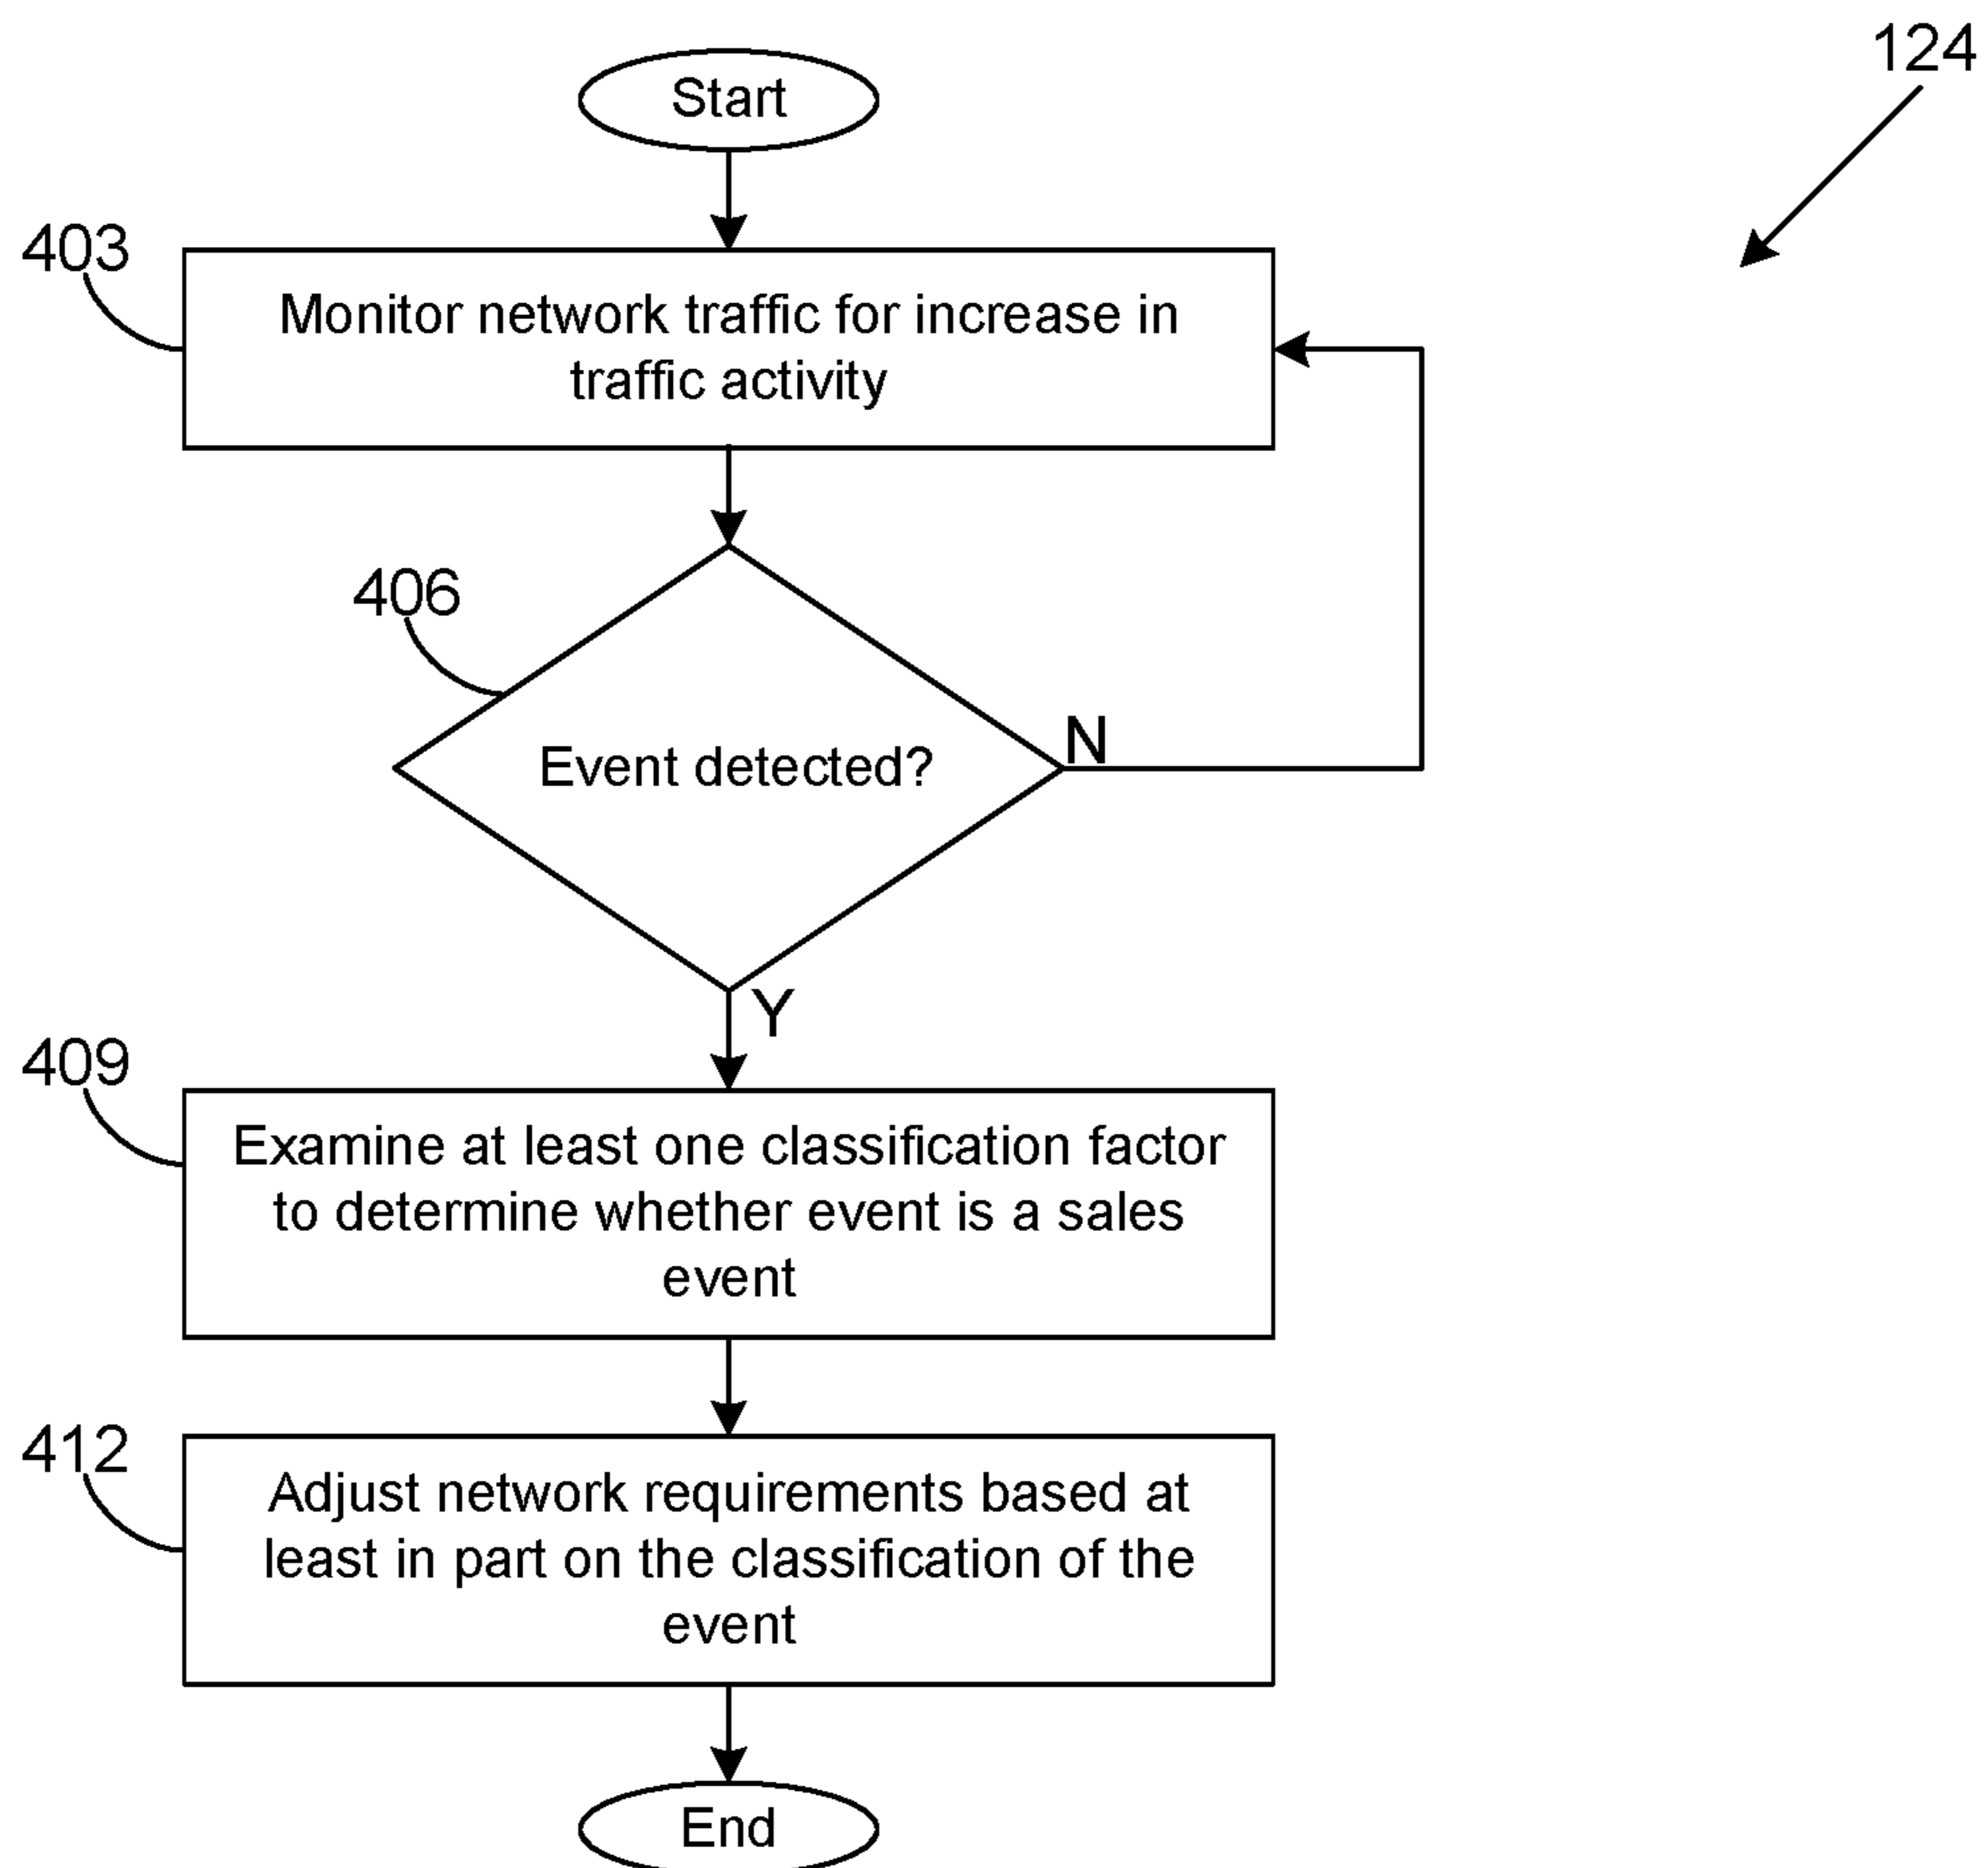 124
Start
403
Monitor network traffic for increase in
traffic activity
406
Event detected?
N
Y
409
Examine at least one classification factor
to determine whether event is a sales
event
412
Adjust network requirements based at
least in part on the classification of the
event
End